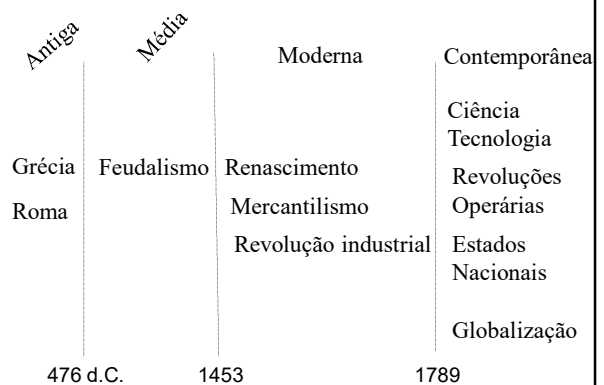 Antiga
Média
Moderna
Contemporânea
Grécia
Roma
Feudalismo
Renascimento
Mercantilismo
Revolução industrial
Ciência
Tecnologia
Revoluções
Operárias
Estados
Nacionais
Globalização
476 d.C.
1453
1789